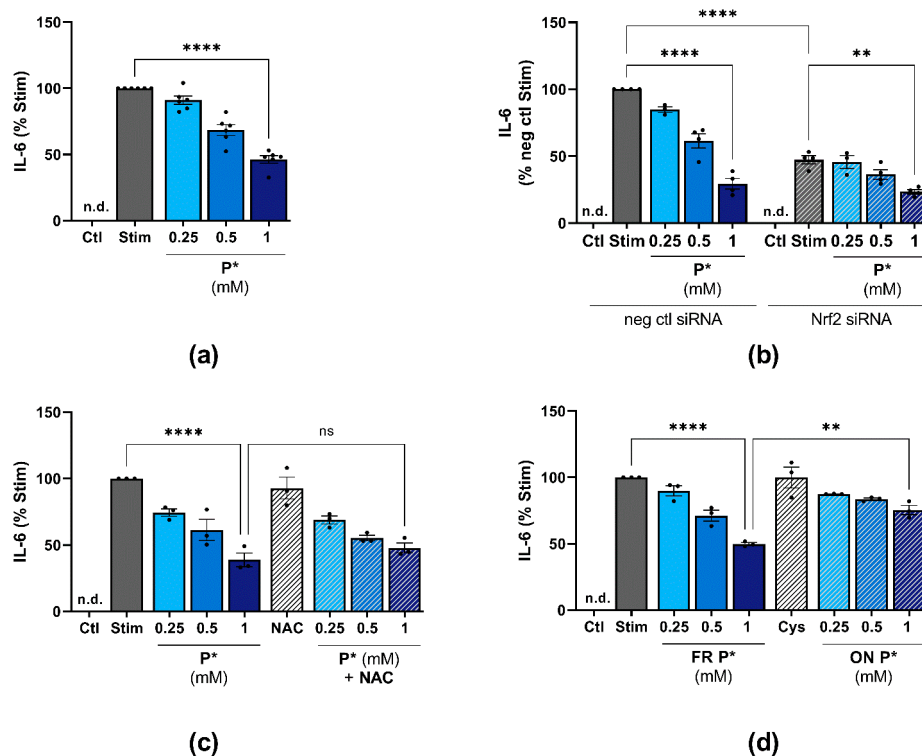 150
100
50
0
IL-6 (% Stim)
****
n.d.
Ctl Stim 0.25 0.5 1
P*
(mM)
(a)
150
100
50
0
IL-6
(% neg ctl Stim)
****
****
**
n.d.
n.d.
Ctl Stim 0.25 0.5 1 Ctl Stim 0.25 0.5 1
P* P*
(mM) (mM)
neg ctl siRNA Nrf2 siRNA
(b)
150
100
50
0
IL-6 (% Stim)
****
ns
n.d.
Ctl Stim 0.25 0.5 1 NAC 0.25 0.5 1
P* P* (mM)
(mM) + NAC
(c)
150
100
50
0
IL-6 (% Stim)
****
**
n.d.
Ctl Stim 0.25 0.5 1 Cys 0.25 0.5 1
FR P* ON P*
(mM) (mM)
(d)